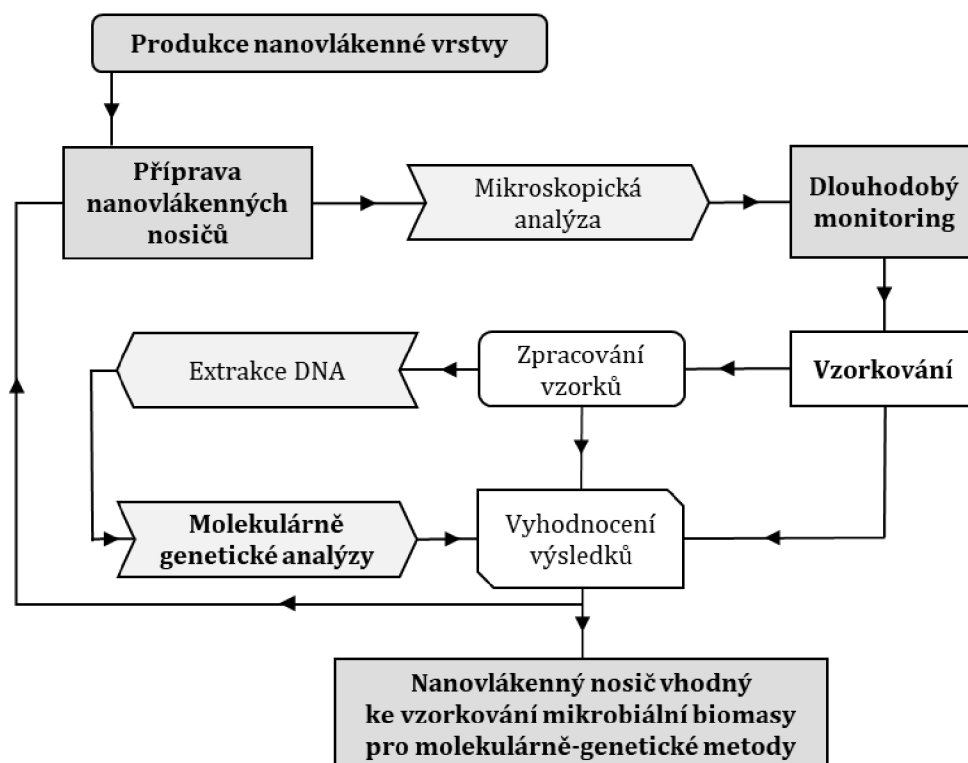 Produkce nanovlákenné vrstvy
Příprava
nanovlákenných
nosičů
Mikroskopická
analýza
Dlouhodobý
monitoring
Extrakce DNA
Zpracování
vzorků
Vzorkování
Molekulárně
genetické analýzy
Vyhodnocení
výsledků
Nanovlákenný nosič vhodný
ke vzorkování mikrobiální biomasy
pro molekulárně-genetické metody